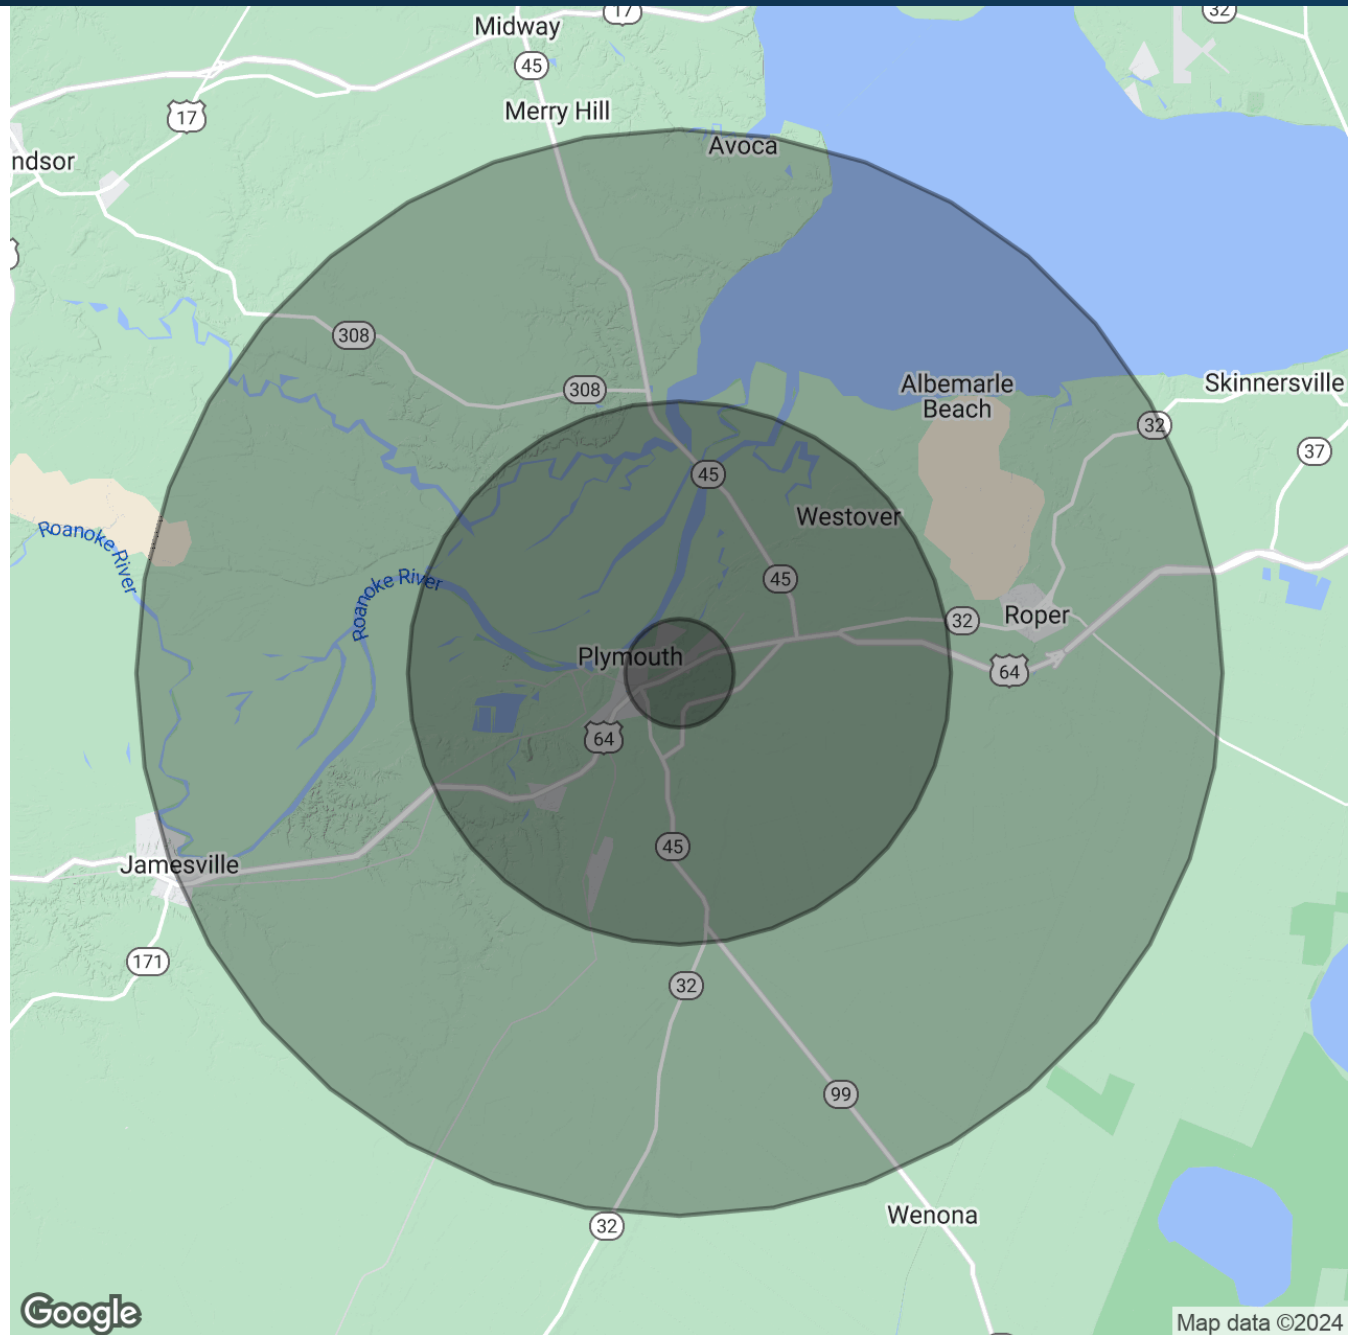 17
32
Midway
45
Merry Hill
17
Avoca
ndsor
308
308
Albemarle
Beach
Skinnersville
32
37
45
Westover
Roanoke River
Roanoke River
45
32
Roper
Plymouth
64
64
45
Jamesville
171
32
99
Wenona
32
Google
Map data ©2024